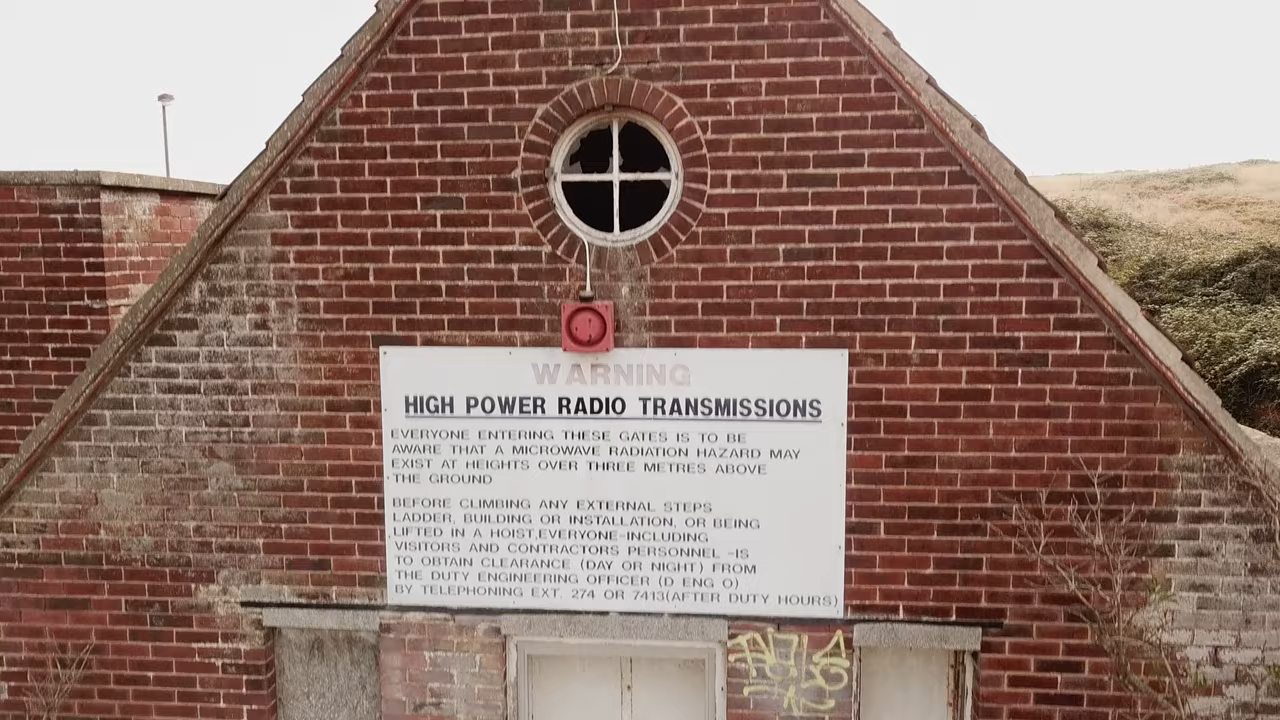 WARNING
HIGH POWER RADIO TRANSMISSIONS
EVERYONE ENTERING THESE GATES IS TO BE
AWARE THAT A MICROWAVE RADIATION HAZARD MAY
EXIST AT HEIGHTS OVER THREE METRES ABOVE
THE GROUND
BEFORE CLIMBING ANY EXTERNAL STEPS
LADDER, BUILDING OR INSTALLATION, OR BEING
LIFTED IN A HOIST,EVERYONE-INCLUDING
VISITORS AND CONTRACTORS PERSONNEL -IS
TO OBTAIN CLEARANCE (DAY OR NIGHT) FROM
THE DUTY ENGINEERING OFFICER (D ENG O)
BY TELEPHONING EXT. 274 OR 7413(AFTER DUTY HOURS)